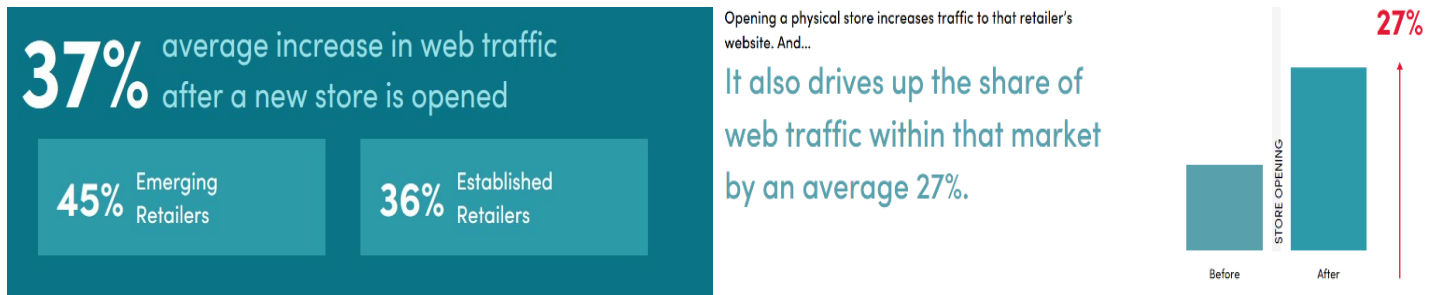 37% average increase in web traffic
after a new store is opened
45% Emerging
Retailers
36% Established
Retailers
Opening a physical store increases traffic to that retailer's
website. And...
It also drives up the share of
web traffic within that market
by an average 27%.
27%
STORE OPENING
Before
After